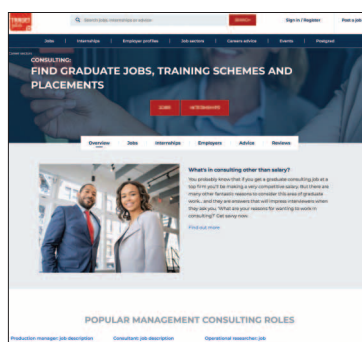 TARGET
jobs
Search jobs, internships or advice
SEARCH
Sign in / Register
Post a job
Jobs
Internships
Employer profiles
Job sectors
Careers advice
Events
Postgrad
CONSULTING:
FIND GRADUATE JOBS, TRAINING SCHEMES AND
PLACEMENTS
JOBS
INTERNSHIPS
Overview
Jobs
Internships
Employers
Advice
Reviews
What's in consulting other than salary?
You probably know that if you get a graduate consulting job at a
top firm you'll be making a very competitive salary. But there are
many other fantastic reasons to consider this area of graduate
work... and they are answers that will impress interviewers when
they ask you 'What are your reasons for wanting to work in
consulting?' Get savvy now.
Find out more
POPULAR MANAGEMENT CONSULTING ROLES
Production manager: job description
Consultant: job description
Operational researcher: job